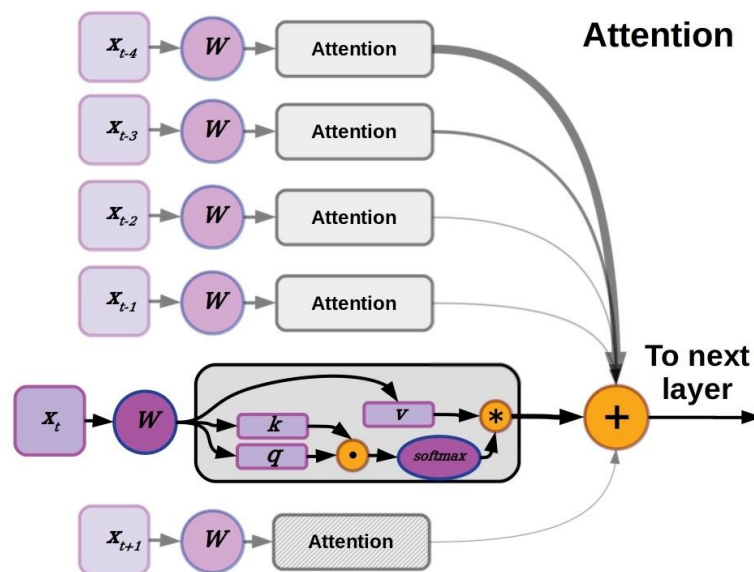 Attention
x_{t-4} W Attention
x_{t-3} W Attention
x_{t-2} W Attention
x_{t-1} W Attention
To next
layer
x_t W k q v • softmax * +
x_{t+1} W Attention